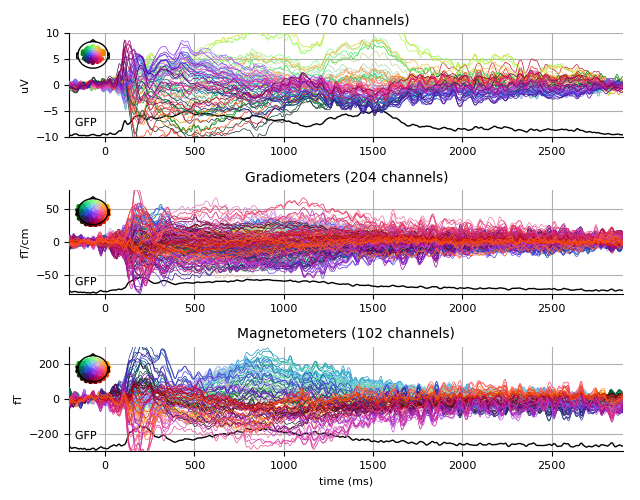 EEG (70 channels)
10
5
0
−5
−10
uV
GFP
0 500 1000 1500 2000 2500
Gradiometers (204 channels)
50
0
−50
fT/cm
GFP
0 500 1000 1500 2000 2500
Magnetometers (102 channels)
200
0
−200
fT
GFP
0 500 1000 1500 2000 2500
time (ms)